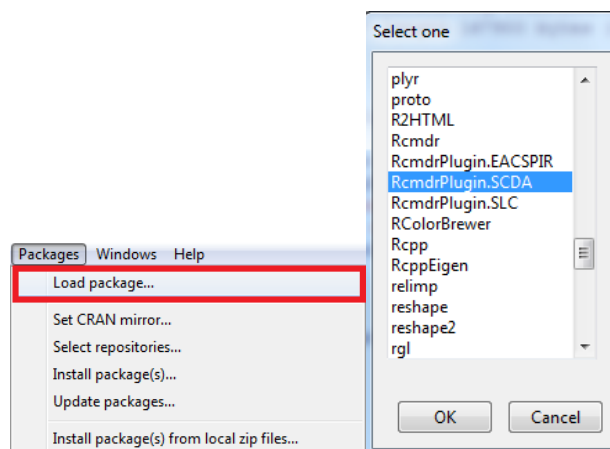 Select one
plyr
proto
R2HTML
Rcmdr
RcmdrPlugin.EACSPIR
RcmdrPlugin.SCDA
RcmdrPlugin.SLC
RColorBrewer
Rcpp
RcppEigen
relimp
reshape
reshape2
rgl
OK Cancel
Packages Windows Help
Load package...
Set CRAN mirror...
Select repositories...
Install package(s)...
Update packages...
Install package(s) from local zip files...